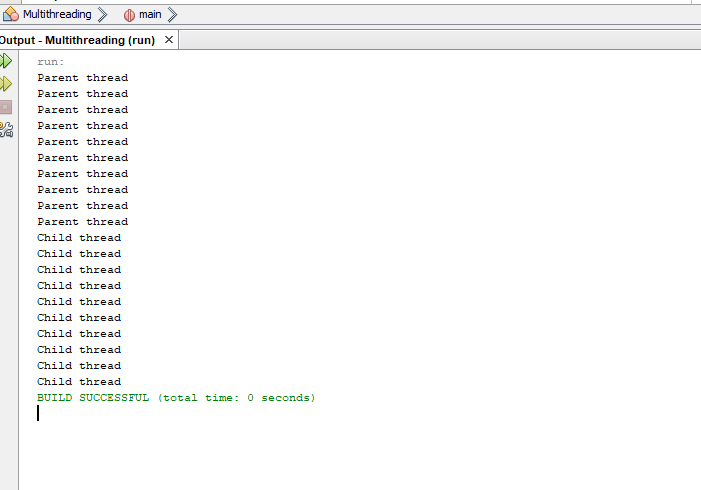 Multithreading main
Output - Multithreading (run)
run:
Parent thread
Parent thread
Parent thread
Parent thread
Parent thread
Parent thread
Parent thread
Parent thread
Parent thread
Parent thread
Child thread
Child thread
Child thread
Child thread
Child thread
Child thread
Child thread
Child thread
Child thread
Child thread
BUILD SUCCESSFUL (total time: 0 seconds)